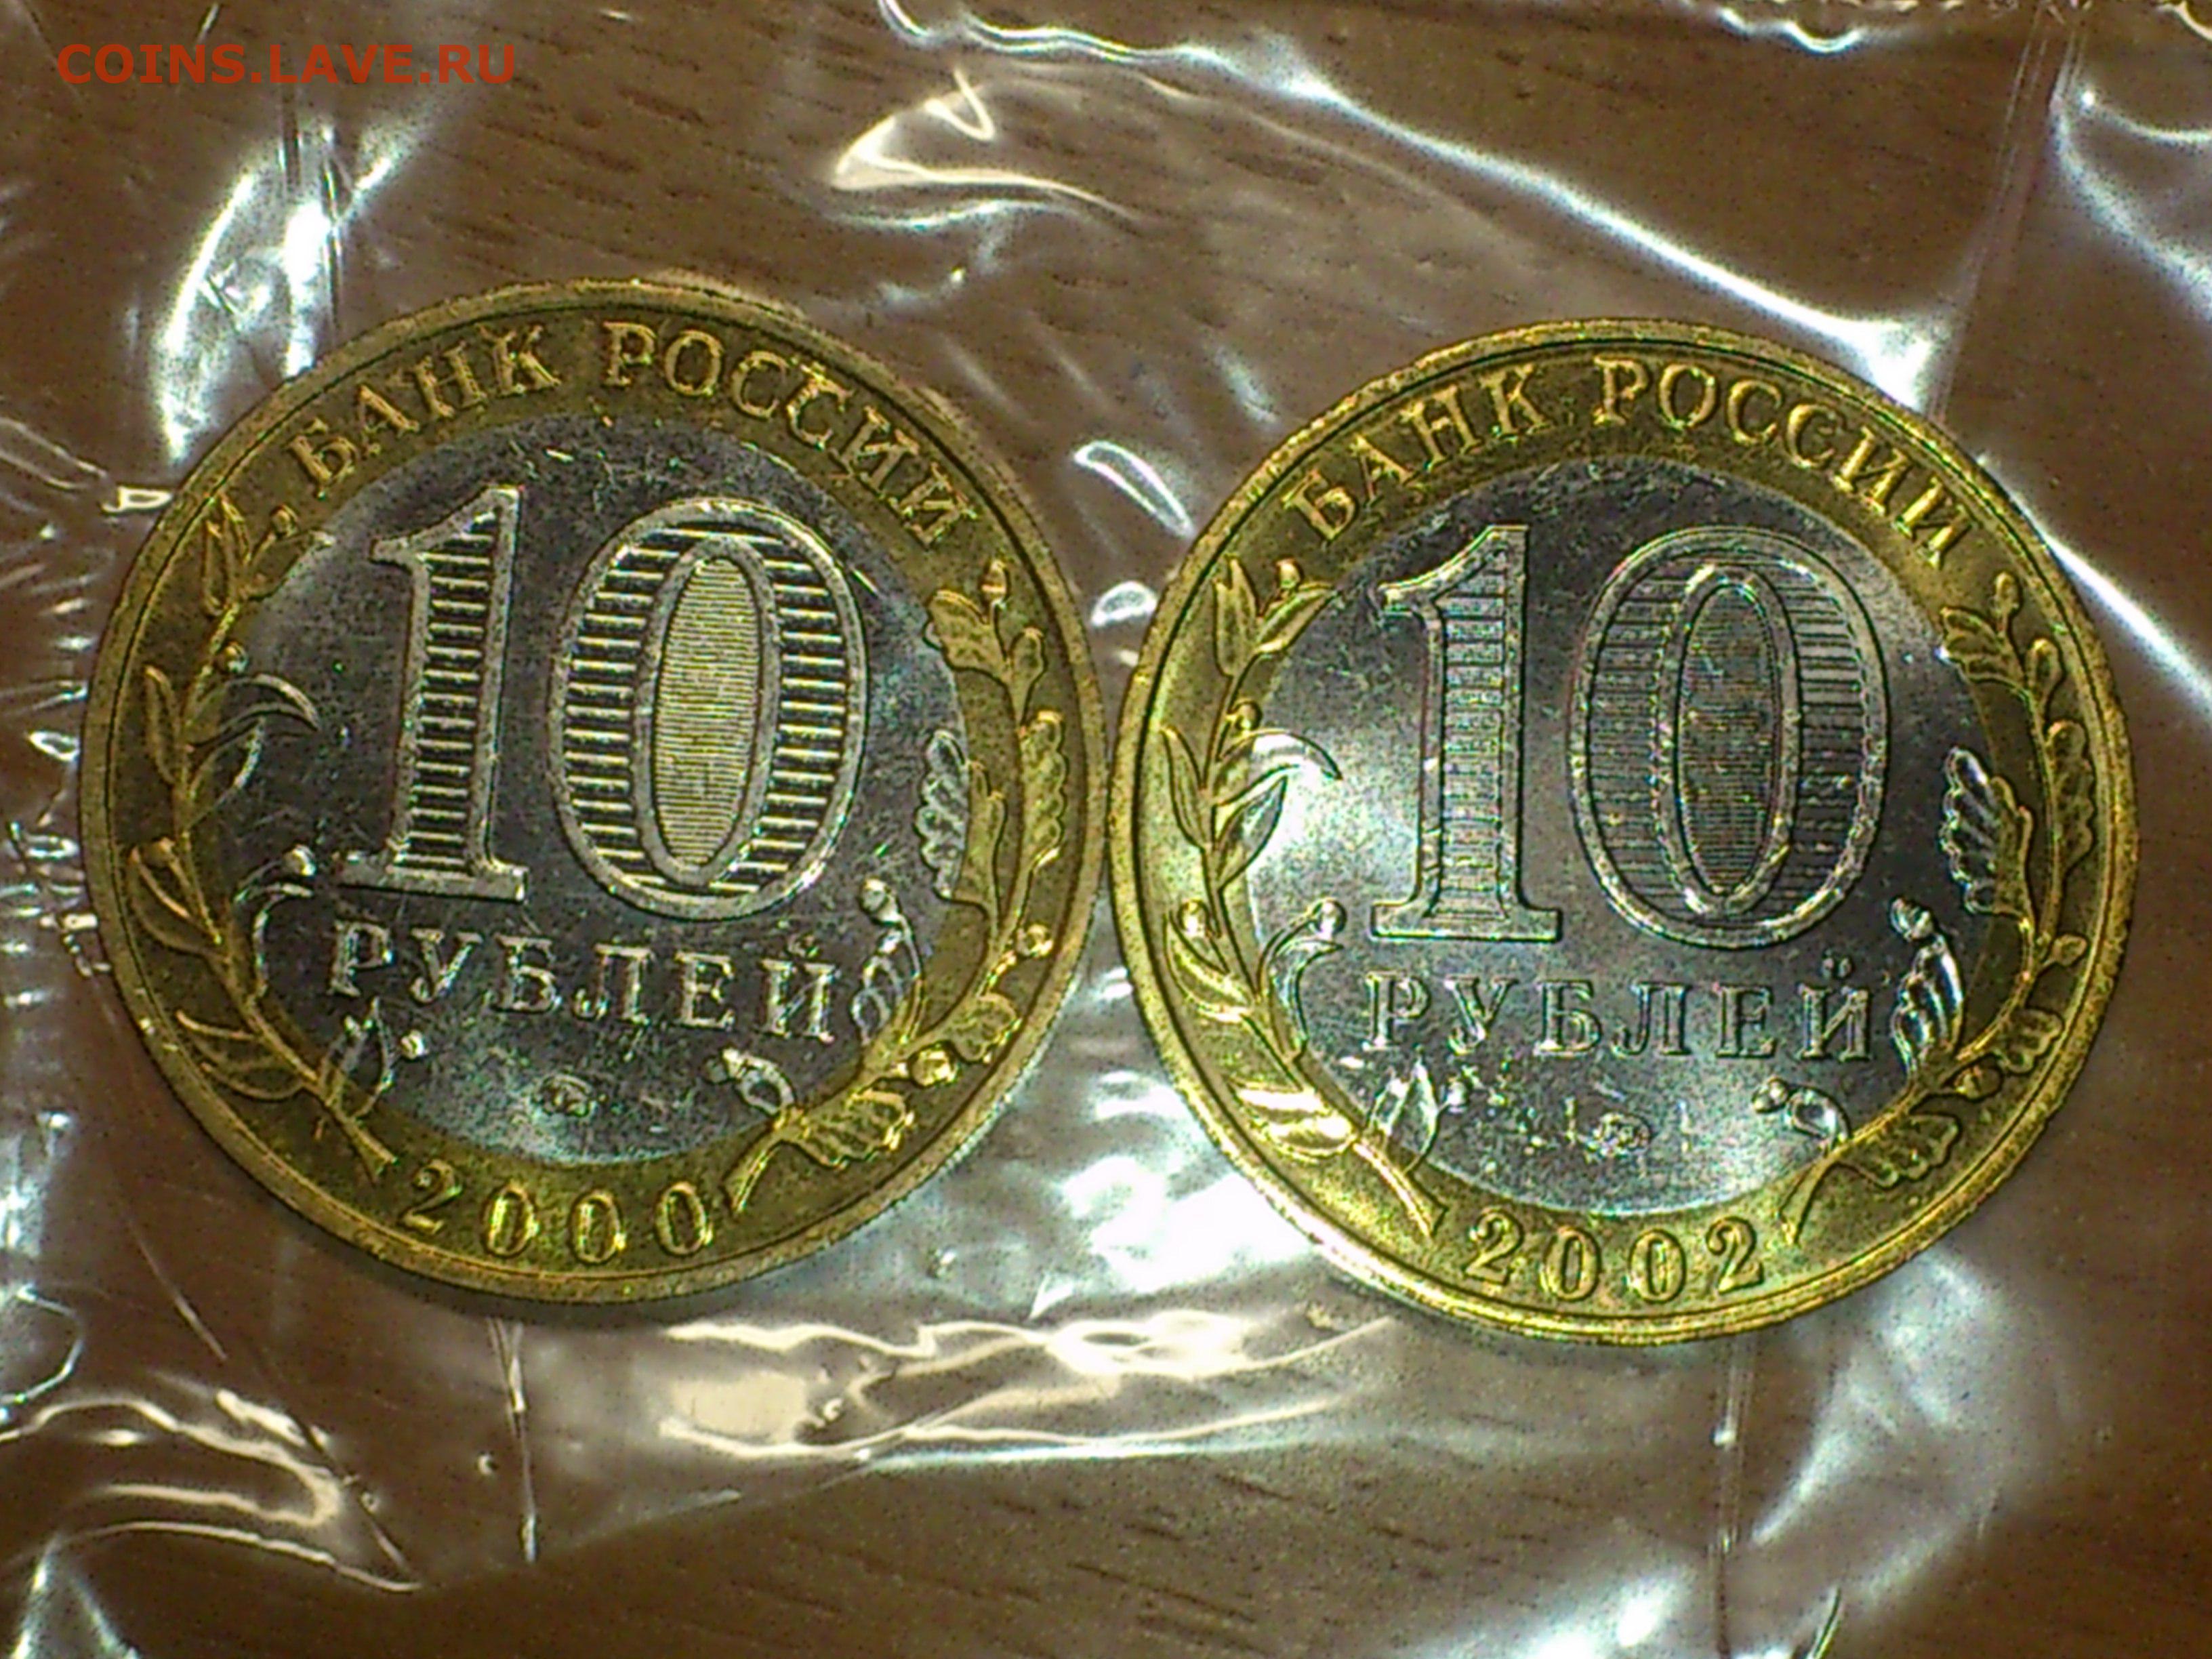 COINS.LAVE.RU
БАНК РОССИИ
10
РУБЛЕЙ
2000
БАНК РОССИИ
10
РУБЛЕЙ
2002